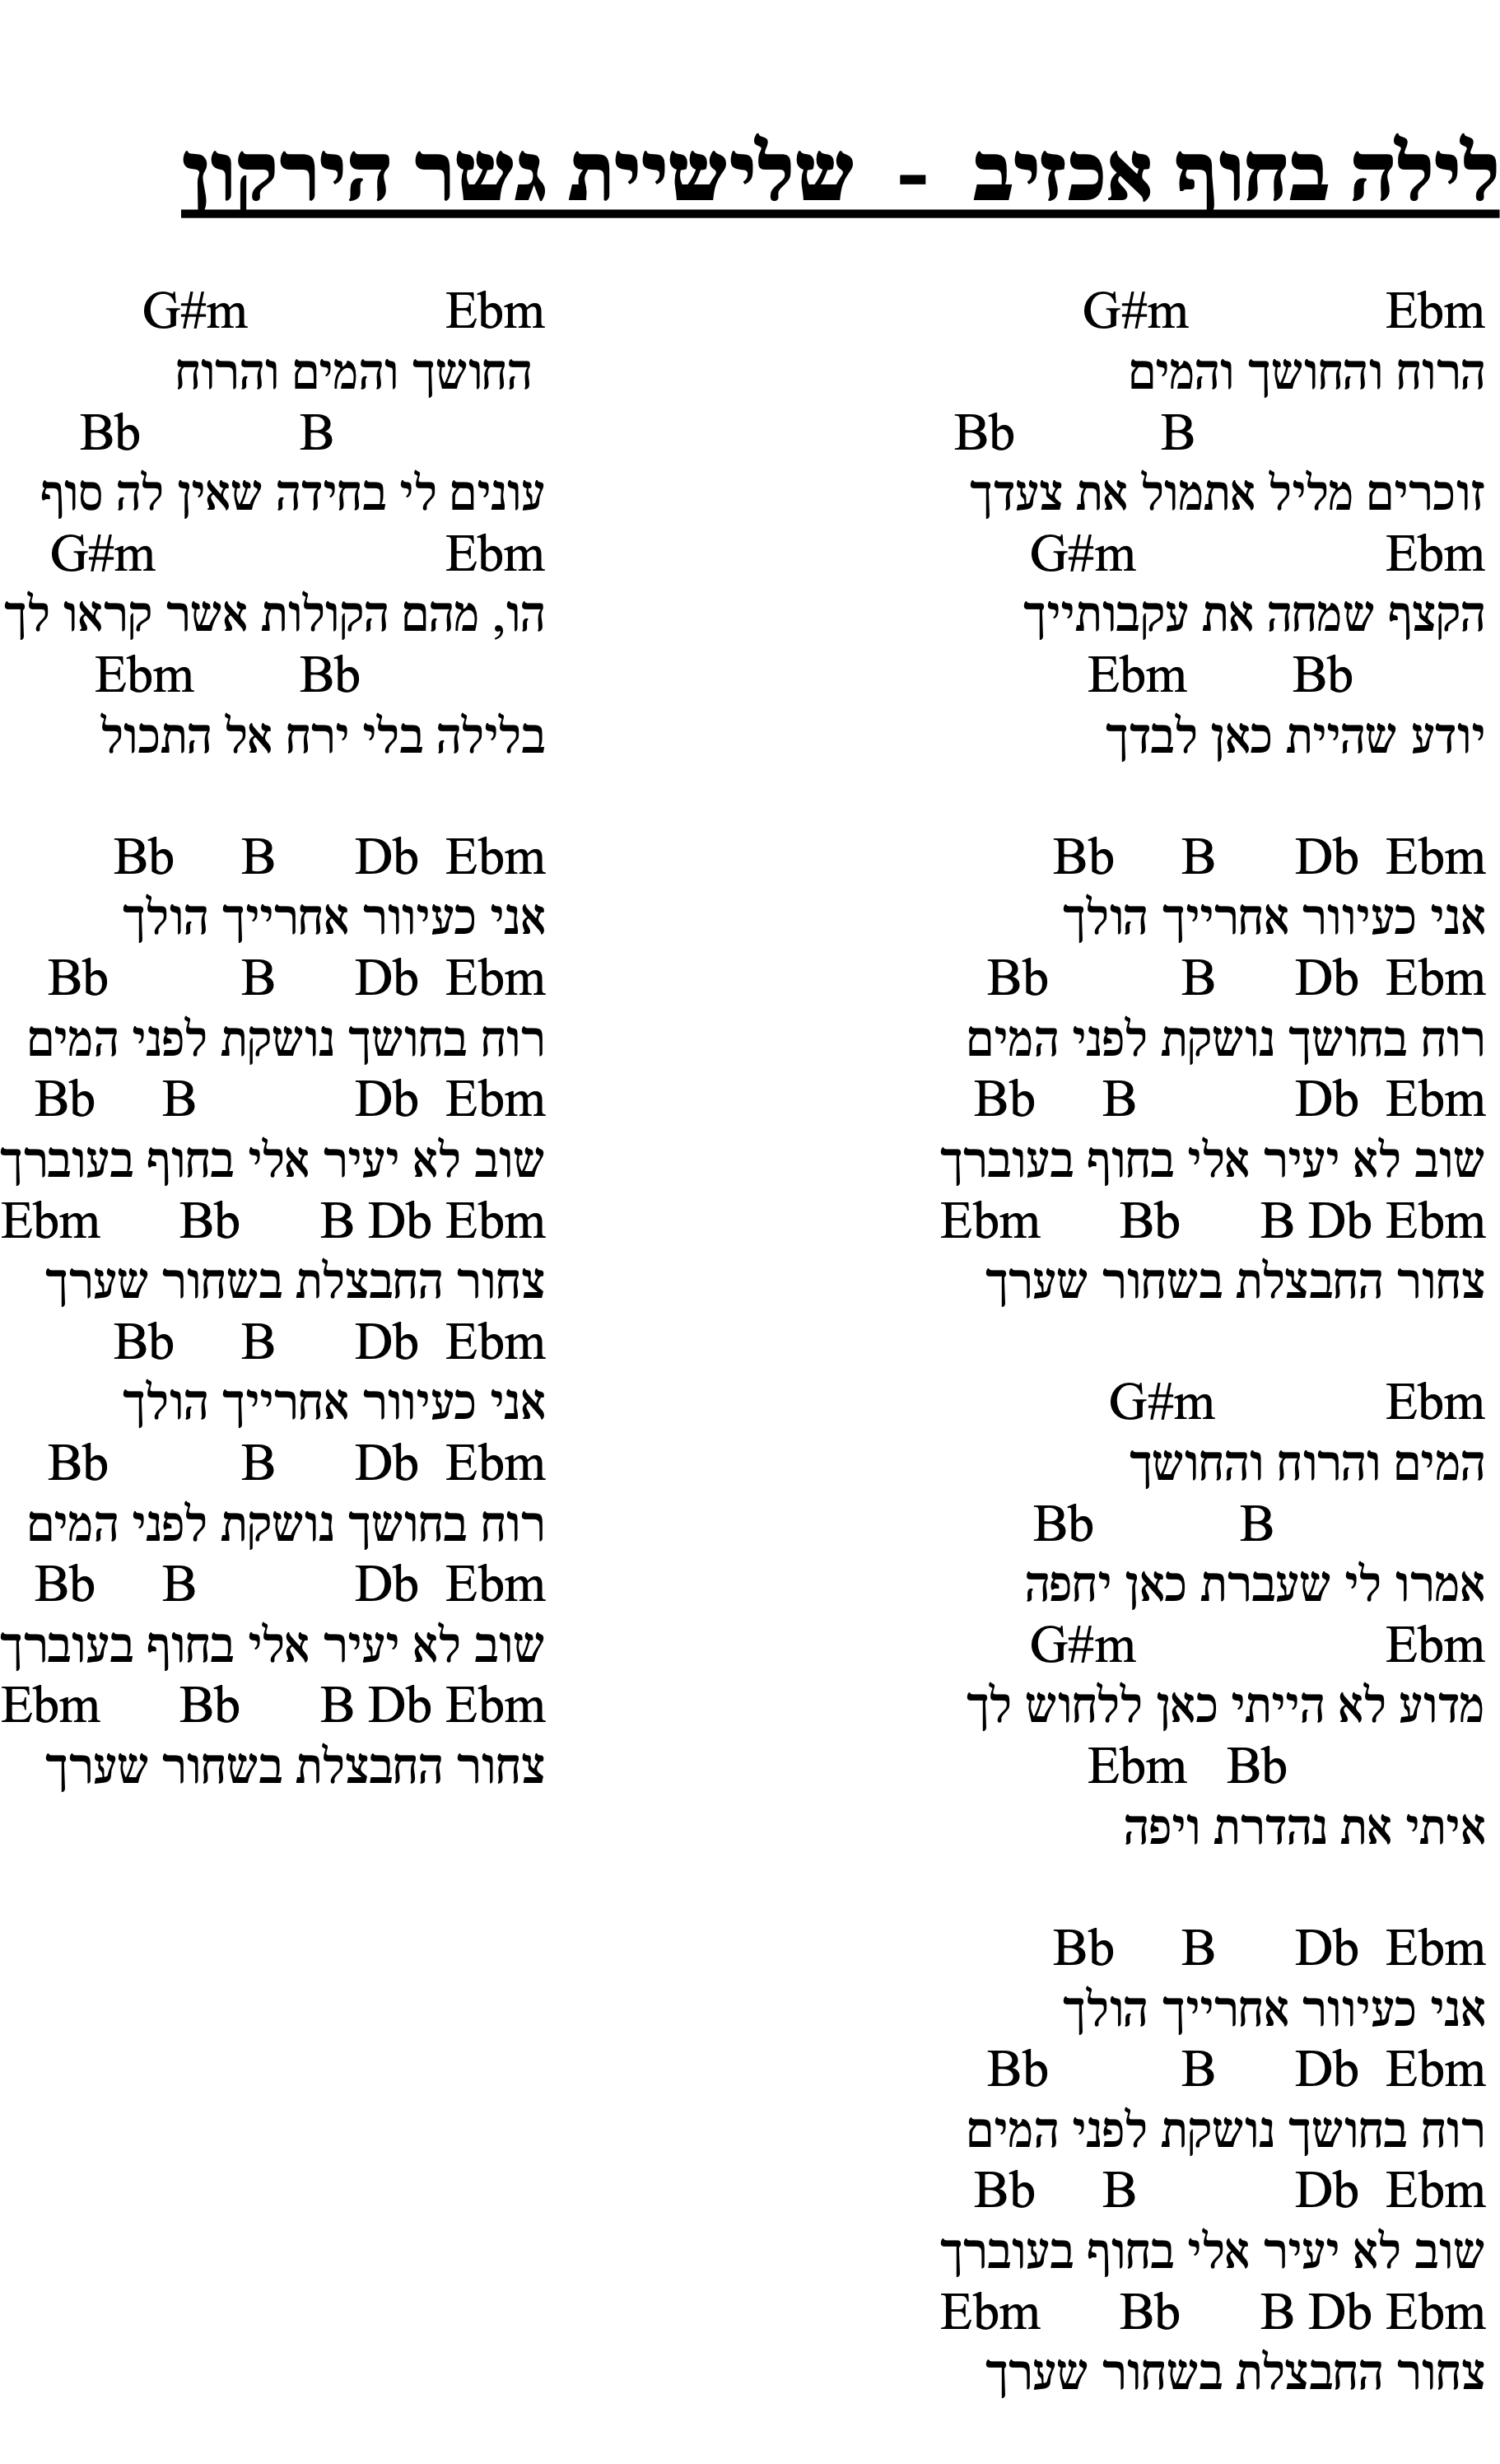 לילה בחוף אכזיב - שלישיית גשר הירקון
Ebm G#m
הרוח והחושך והמים
B Bb
זוכרים מליל אתמול את צעדך
Ebm G#m
הקצף שמחה את עקבותייך
Bb Ebm
יודע שהיית כאן לבדך
Ebm Db B Bb
אני כעיוור אחרייך הולך
Ebm Db B Bb
רוח בחושך נושקת לפני המים
Ebm Db B Bb
שוב לא יעיר אלי בחוף בעוברך
Ebm Db B Bb Ebm
צחור החבצלת בשחור שערך
Ebm G#m
המים והרוח והחושך
B Bb
אמרו לי שעברת כאן יחפה
Ebm G#m
מדוע לא הייתי כאן ללחוש לך
Bb Ebm
איתי את נהדרת ויפה
Ebm Db B Bb
אני כעיוור אחרייך הולך
Ebm Db B Bb
רוח בחושך נושקת לפני המים
Ebm Db B Bb
שוב לא יעיר אלי בחוף בעוברך
Ebm Db B Bb Ebm
צחור החבצלת בשחור שערך
Ebm G#m
החושך והמים והרוח
B Bb
עונים לי בחידה שאין לה סוף
Ebm G#m
הו, מהם הקולות אשר קראו לך
Bb Ebm
בלילה בלי ירח אל התכול
Ebm Db B Bb
אני כעיוור אחרייך הולך
Ebm Db B Bb
רוח בחושך נושקת לפני המים
Ebm Db B Bb
שוב לא יעיר אלי בחוף בעוברך
Ebm Db B Bb Ebm
צחור החבצלת בשחור שערך
Ebm Db B Bb
אני כעיוור אחרייך הולך
Ebm Db B Bb
רוח בחושך נושקת לפני המים
Ebm Db B Bb
שוב לא יעיר אלי בחוף בעוברך
Ebm Db B Bb Ebm
צחור החבצלת בשחור שערך